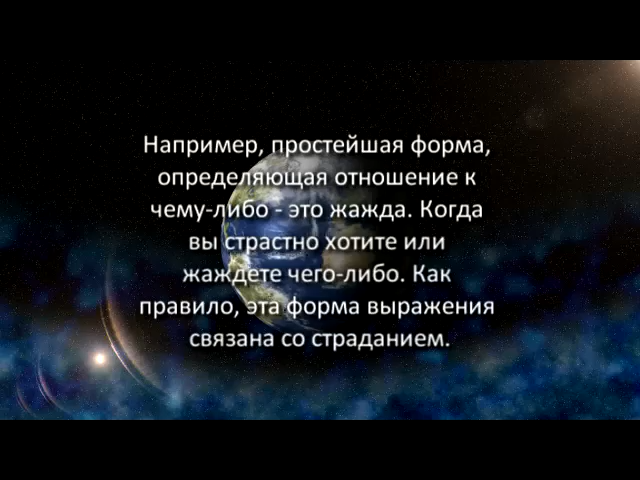 Например, простейшая форма,
определяющая отношение к
чему-либо - это жажда. Когда
вы страстно хотите или
жаждете чего-либо. Как
правило, эта форма выражения
связана со страданием.